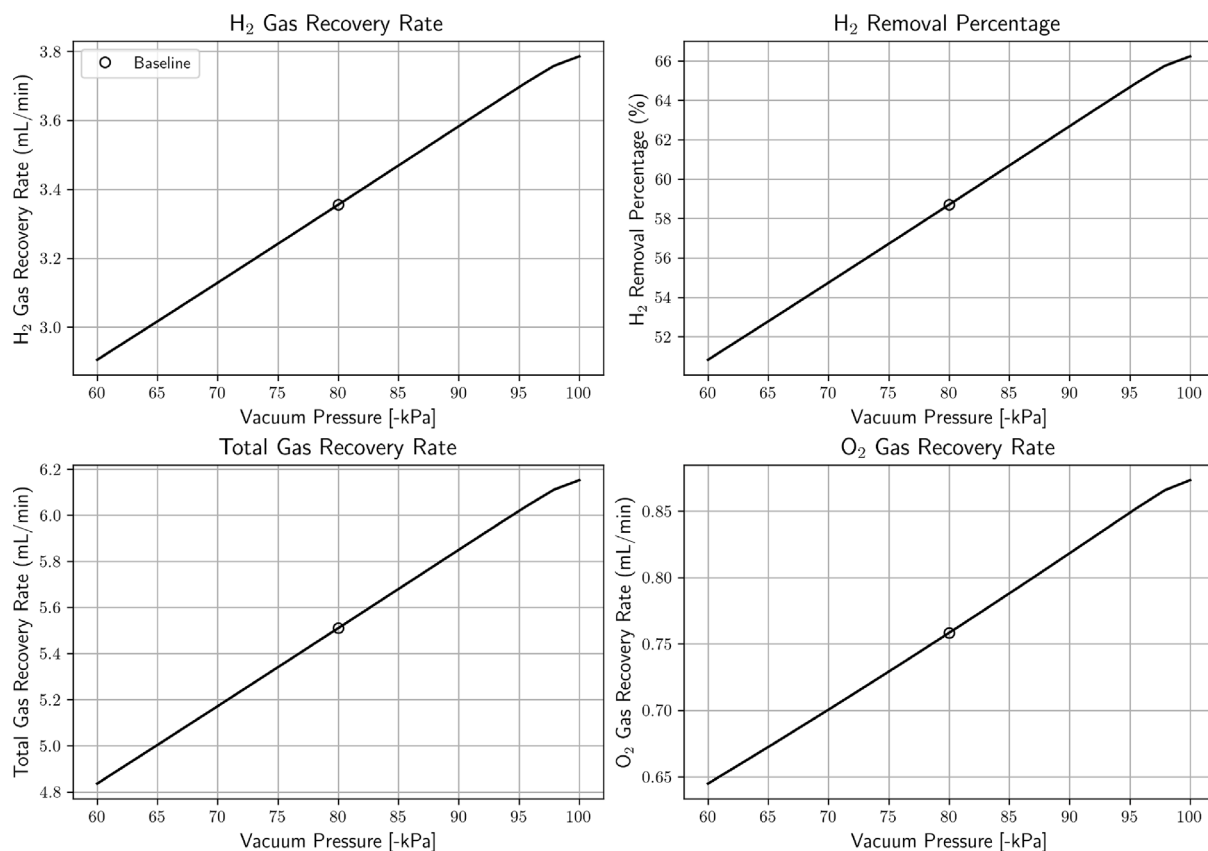 H₂ Gas Recovery Rate
H₂ Gas Recovery Rate (mL/min)
3.8
3.6
3.4
3.2
3.0
Baseline
60 65 70 75 80 85 90 95 100
Vacuum Pressure [-kPa]
H₂ Removal Percentage
H₂ Removal Percentage (%)
66
64
62
60
58
56
54
52
60 65 70 75 80 85 90 95 100
Vacuum Pressure [-kPa]
Total Gas Recovery Rate
Total Gas Recovery Rate (mL/min)
6.2
6.0
5.8
5.6
5.4
5.2
5.0
4.8
60 65 70 75 80 85 90 95 100
Vacuum Pressure [-kPa]
O₂ Gas Recovery Rate
O₂ Gas Recovery Rate (mL/min)
0.85
0.80
0.75
0.70
0.65
60 65 70 75 80 85 90 95 100
Vacuum Pressure [-kPa]